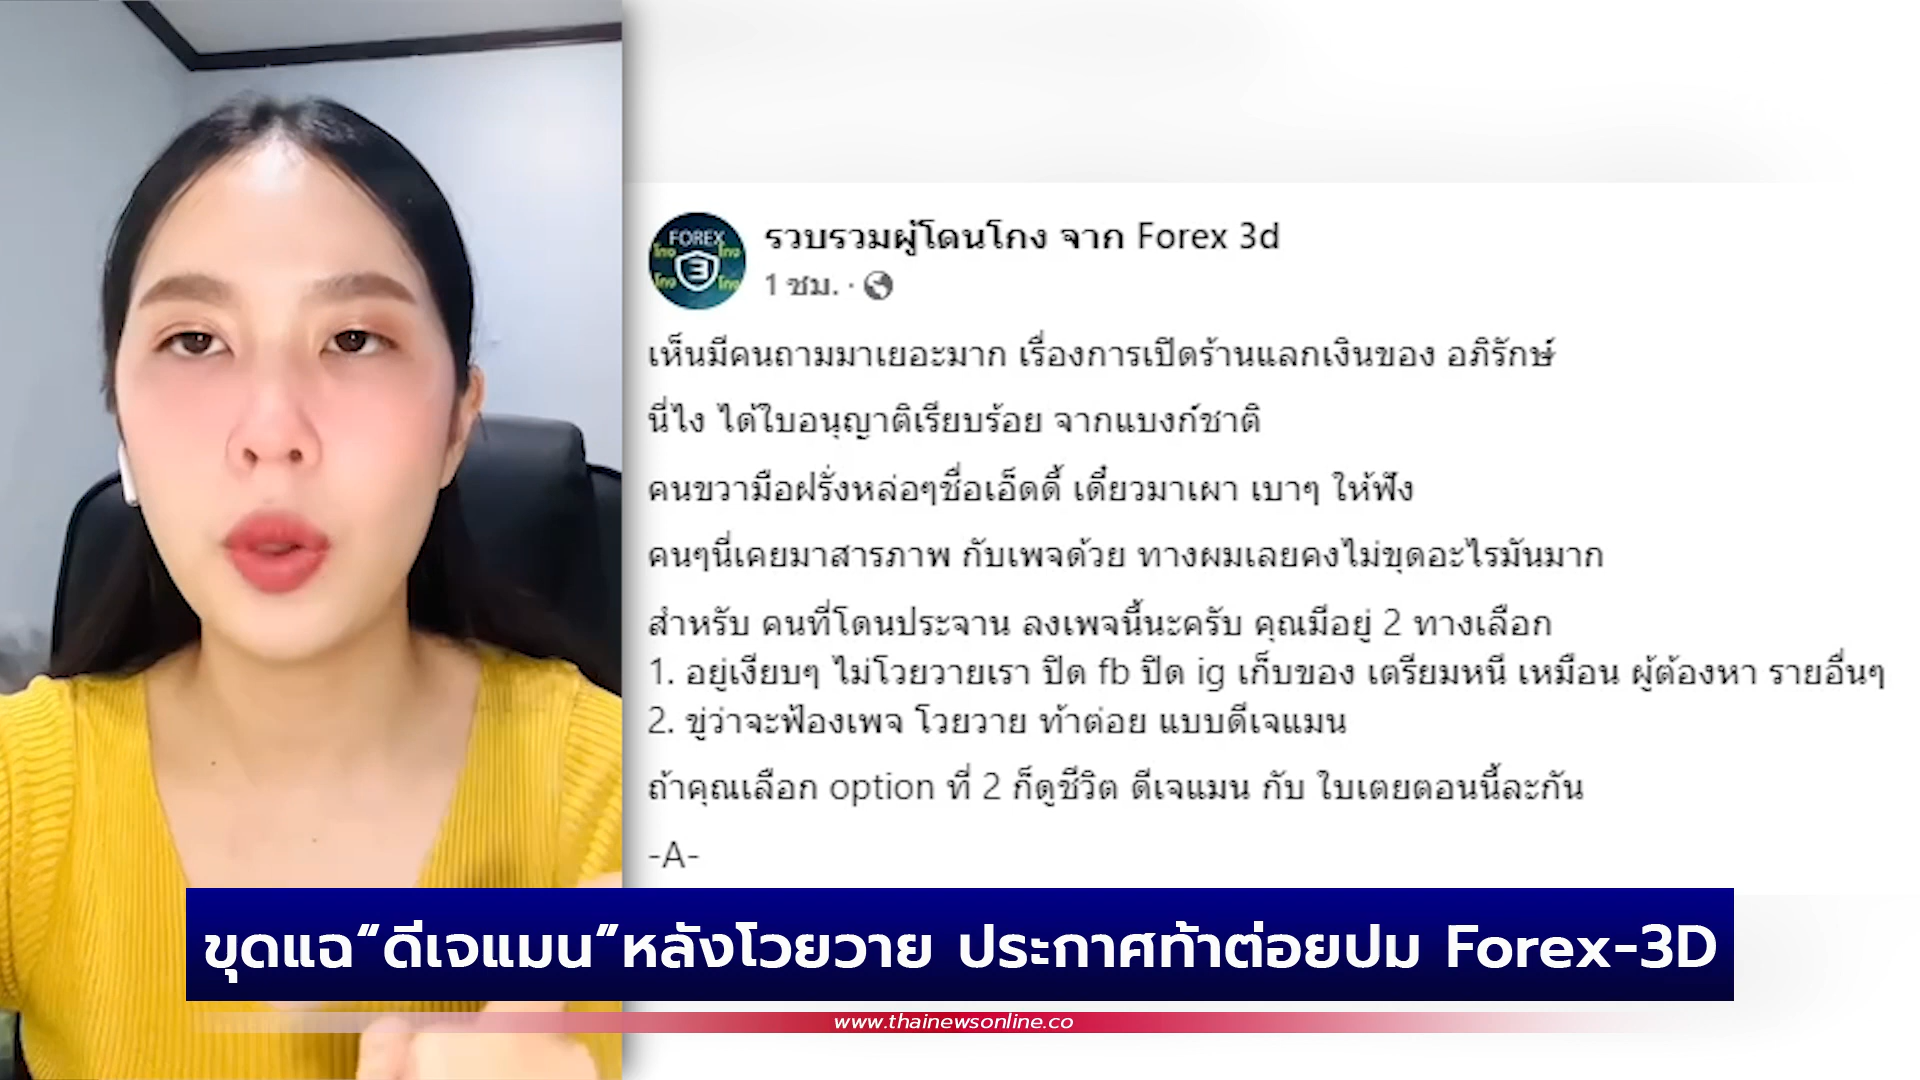 FOREX
โกง
โกง
3
โกง
โกง
รวบรวมผู้โดนโกง จาก Forex 3d
1 ชม. ·
เห็นมีคนถามมาเยอะมาก เรื่องการเปิดร้านแลกเงินของ อภิรักษ์
นี่ไง ได้ใบอนุญาติเรียบร้อย จากแบงก์ชาติ
คนขวามือฝรั่งหล่อๆชื่อเอ็ดดี้ เดี๋ยวมาเผา เบาๆ ให้ฟัง
คนๆนี่เคยมาสารภาพ กับเพจด้วย ทางผมเลยคงไม่ขุดอะไรมันมาก
สำหรับ คนที่โดนประจาน ลงเพจนี้นะครับ คุณมีอยู่ 2 ทางเลือก
1. อยู่เงียบๆ ไม่โวยวายเรา ปิด fb ปิด ig เก็บของ เตรียมหนี เหมือน ผู้ต้องหา รายอื่นๆ
2. ขู่ว่าจะฟ้องเพจ โวยวาย ท้าต่อย แบบดีเจแมน
ถ้าคุณเลือก option ที่ 2 ก็ดูชีวิต ดีเจแมน กับ ใบเตยตอนนี้ละกัน
-A-
ขุดแฉ“ดีเจแมน”หลังโวยวาย ประกาศท้าต่อยปม Forex-3D
www.thainewsonline.co